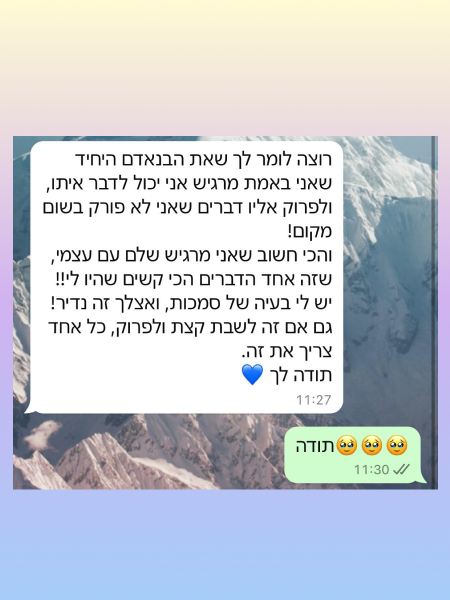 רוצה לומר לך שאת הבנאדם היחיד
שאני באמת מרגיש אני יכול לדבר איתו,
ולפרוק אליו דברים שאני לא פורק בשום
מקום!
והכי חשוב שאני מרגיש שלם עם עצמי,
שזה אחד הדברים הכי קשים שהיו לי!!
יש לי בעיה של סמכות, ואצלך זה נדיר!
גם אם זה לשבת קצת ולפרוק, כל אחד
צריך את זה.
תודה לך 💙
11:27
תודה🥹🥹🥹
11:30